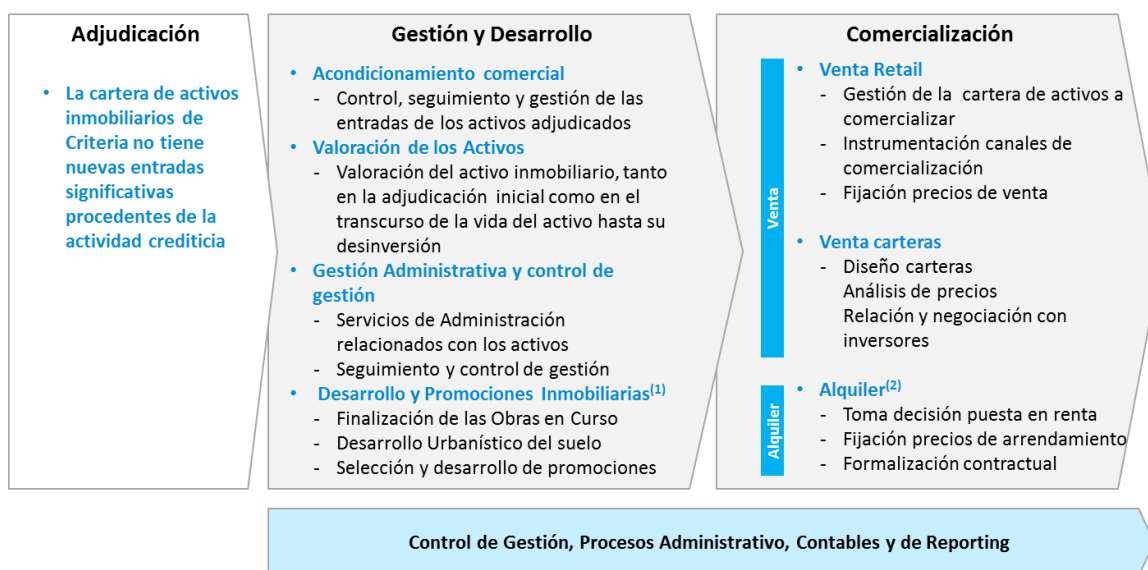 Adjudicación
• La cartera de activos
inmobiliarios de
Criteria no tiene
nuevas entradas
significativas
procedentes de la
actividad crediticia
Gestión y Desarrollo
• Acondicionamiento comercial
- Control, seguimiento y gestión de las
entradas de los activos adjudicados
• Valoración de los Activos
- Valoración del activo inmobiliario, tanto
en la adjudicación inicial como en el
transcurso de la vida del activo hasta su
desinversión
• Gestión Administrativa y control de
gestión
- Servicios de Administración
relacionados con los activos
- Seguimiento y control de gestión
• Desarrollo y Promociones Inmobiliarias(1)
- Finalización de las Obras en Curso
- Desarrollo Urbanístico del suelo
- Selección y desarrollo de promociones
Comercialización
Venta
• Venta Retail
- Gestión de la cartera de activos a
comercializar
- Instrumentación canales de
comercialización
- Fijación precios de venta
• Venta carteras
- Diseño carteras
Análisis de precios
Relación y negociación con
inversores
Alquiler
• Alquiler(2)
- Toma decisión puesta en renta
- Fijación precios de arrendamiento
- Formalización contractual
Control de Gestión, Procesos Administrativo, Contables y de Reporting